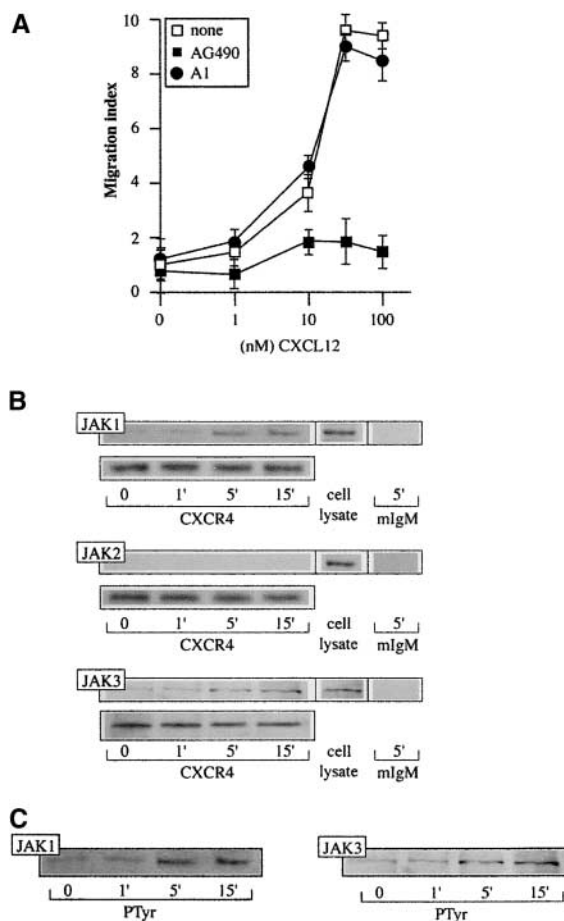 A
none
AG490
A1
Migration index
10
8
6
4
2
0
0 1 10 100
(nM) CXCL12
B
JAK1
0 1' 5' 15' cell lysate 5'
CXCR4 mIgM
JAK2
0 1' 5' 15' cell lysate 5'
CXCR4 mIgM
JAK3
0 1' 5' 15' cell lysate 5'
CXCR4 mIgM
C
JAK1
0 1' 5' 15'
PTyr
JAK3
0 1' 5' 15'
PTyr